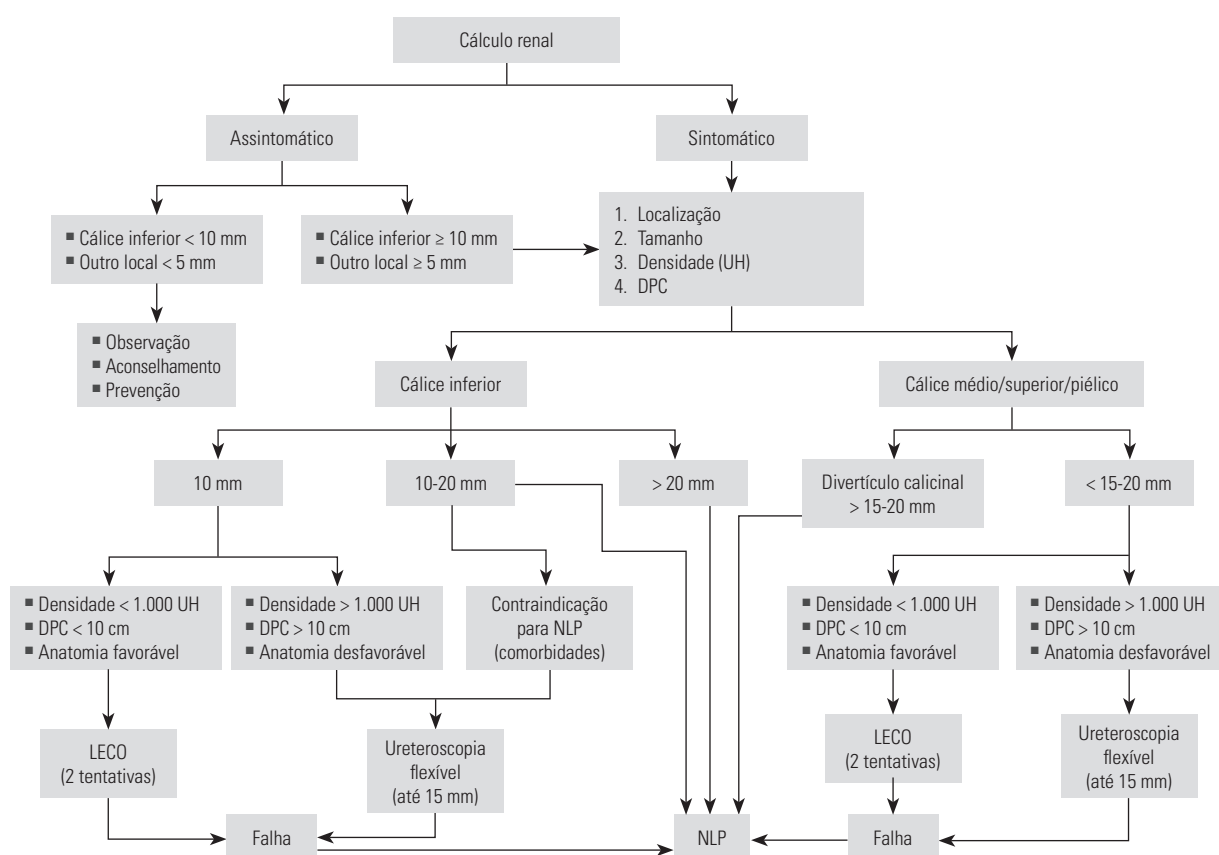 Cálculo renal
Assintomático
Sintomático
▪ Cálice inferior < 10 mm
▪ Outro local < 5 mm
▪ Cálice inferior ≥ 10 mm
▪ Outro local ≥ 5 mm
1. Localização
2. Tamanho
3. Densidade (UH)
4. DPC
▪ Observação
▪ Aconselhamento
▪ Prevenção
Cálice inferior
Cálice médio/superior/piélico
10 mm
10-20 mm
> 20 mm
Divertículo calicinal
> 15-20 mm
< 15-20 mm
▪ Densidade < 1.000 UH
▪ DPC < 10 cm
▪ Anatomia favorável
▪ Densidade > 1.000 UH
▪ DPC > 10 cm
▪ Anatomia desfavorável
Contraindicação
para NLP
(comorbidades)
▪ Densidade < 1.000 UH
▪ DPC < 10 cm
▪ Anatomia favorável
▪ Densidade > 1.000 UH
▪ DPC > 10 cm
▪ Anatomia desfavorável
LECO
(2 tentativas)
Ureteroscopia
flexível
(até 15 mm)
LECO
(2 tentativas)
Ureteroscopia
flexível
(até 15 mm)
Falha
NLP
Falha